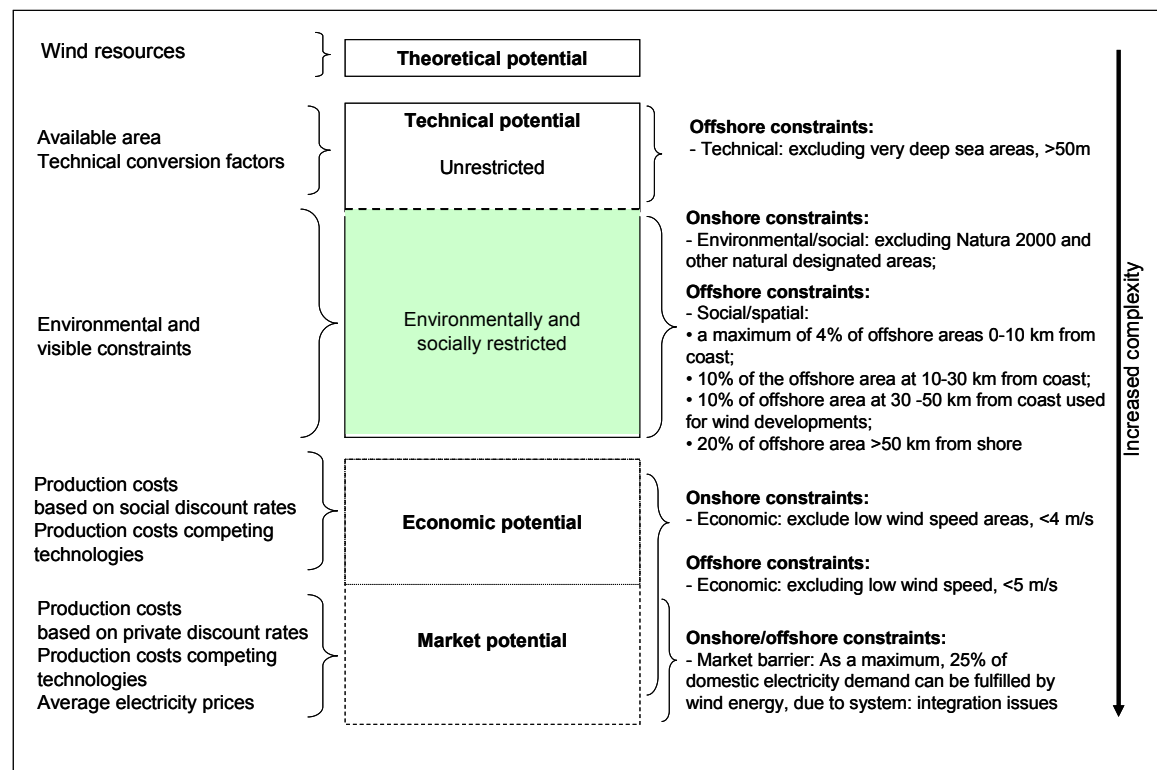 Wind resources
Theoretical potential
Available area
Technical conversion factors
Technical potential
Unrestricted
Offshore constraints:
- Technical: excluding very deep sea areas, >50m
Environmental and
visible constraints
Environmentally and
socially restricted
Onshore constraints:
- Environmental/social: excluding Natura 2000 and
other natural designated areas;
Offshore constraints:
- Social/spatial:
• a maximum of 4% of offshore areas 0-10 km from
coast;
• 10% of the offshore area at 10-30 km from coast;
• 10% of offshore area at 30 -50 km from coast used
for wind developments;
• 20% of offshore area >50 km from shore
Production costs
based on social discount rates
Production costs competing
technologies
Economic potential
Onshore constraints:
- Economic: exclude low wind speed areas, <4 m/s
Offshore constraints:
- Economic: excluding low wind speed, <5 m/s
Production costs
based on private discount rates
Production costs competing
technologies
Average electricity prices
Market potential
Onshore/offshore constraints:
- Market barrier: As a maximum, 25% of
domestic electricity demand can be fulfilled by
wind energy, due to system: integration issues
Increased complexity